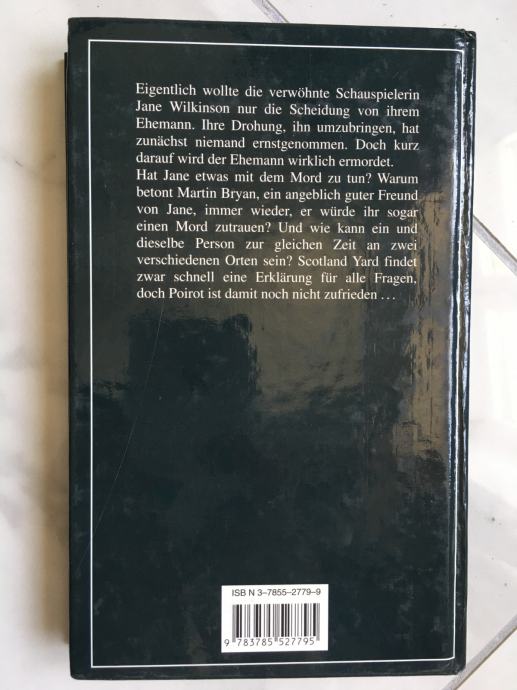 Eigentlich wollte die verwöhnte Schauspielerin
Jane Wilkinson nur die Scheidung von ihrem
Ehemann. Ihre Drohung, ihn umzubringen, hat
zunächst niemand ernstgenommen. Doch kurz
darauf wird der Ehemann wirklich ermordet.
Hat Jane etwas mit dem Mord zu tun? Warum
betont Martin Bryan, ein angeblich guter Freund
von Jane, immer wieder, er würde ihr sogar
einen Mord zutrauen? Und wie kann ein und
dieselbe Person zur gleichen Zeit an zwei
verschiedenen Orten sein? Scotland Yard findet
zwar schnell eine Erklärung für alle Fragen,
doch Poirot ist damit noch nicht zufrieden ...
ISB N 3–7855–2779–9
9 783785 527795